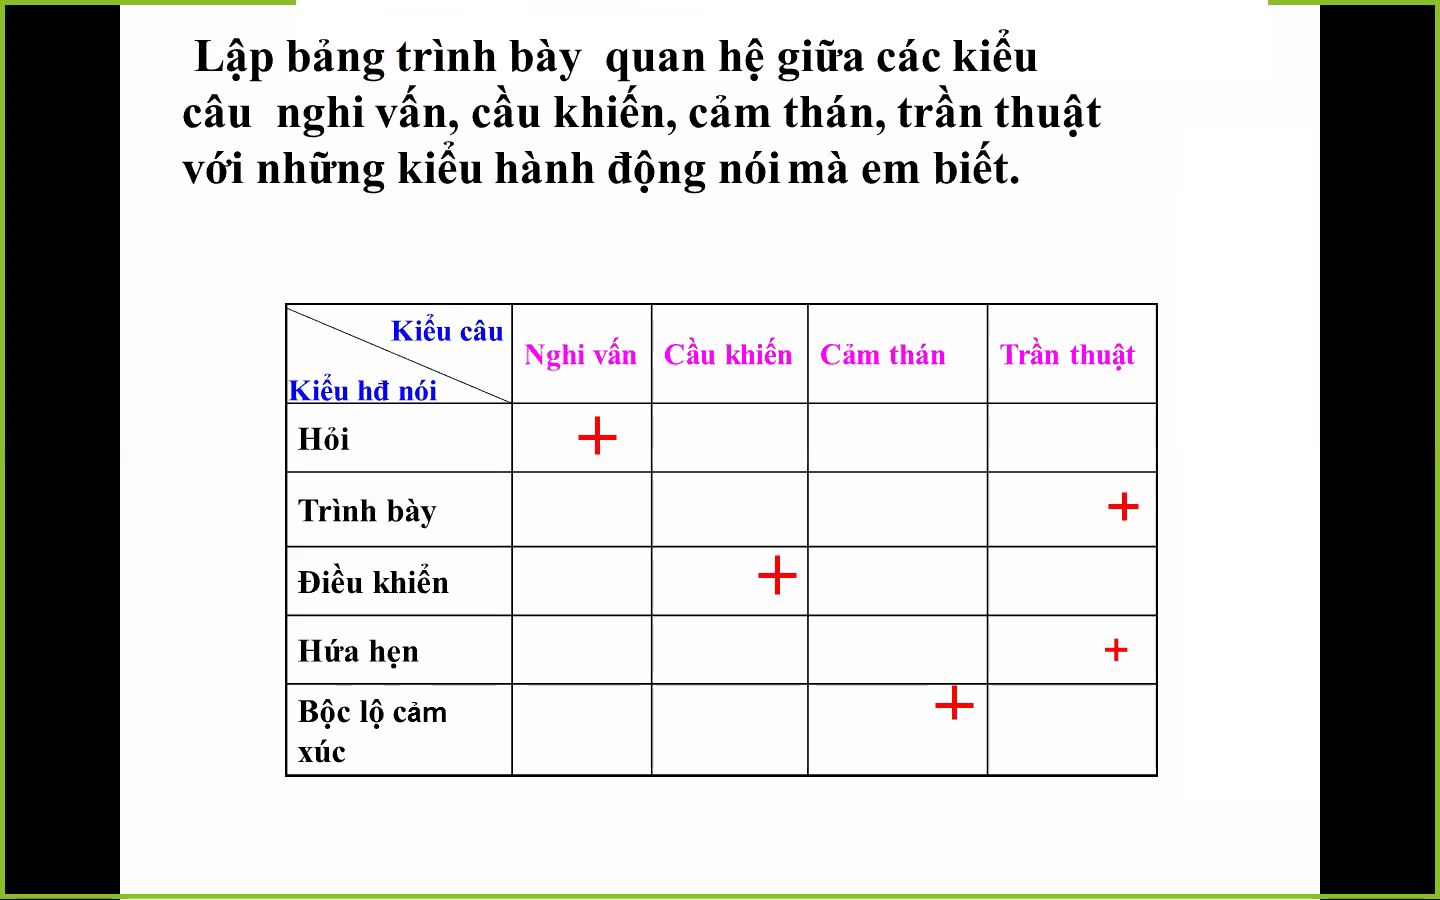 Lập bảng trình bày quan hệ giữa các kiểu
câu nghi vấn, cầu khiến, cảm thán, trần thuật
với những kiểu hành động nói mà em biết.
Kiểu câu
Kiểu hđ nói
Nghi vấn Cầu khiến Cảm thán Trần thuật
Hỏi +
Trình bày +
Điều khiển +
Hứa hẹn +
Bộc lộ cảm +
xúc